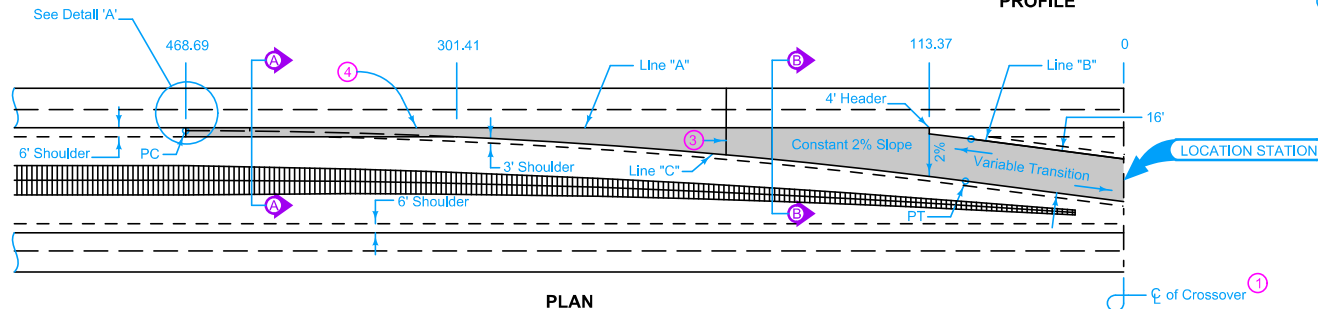 PROFILE
See Detail 'A'
468.69
301.41
113.37
0
A
B
4
Line "A"
Line "B"
4' Header
16'
3
6' Shoulder
PC
3' Shoulder
Line "C"
Constant 2% Slope
2%
Variable Transition
LOCATION STATION
PT
A
6' Shoulder
B
PLAN
℄ of Crossover
1